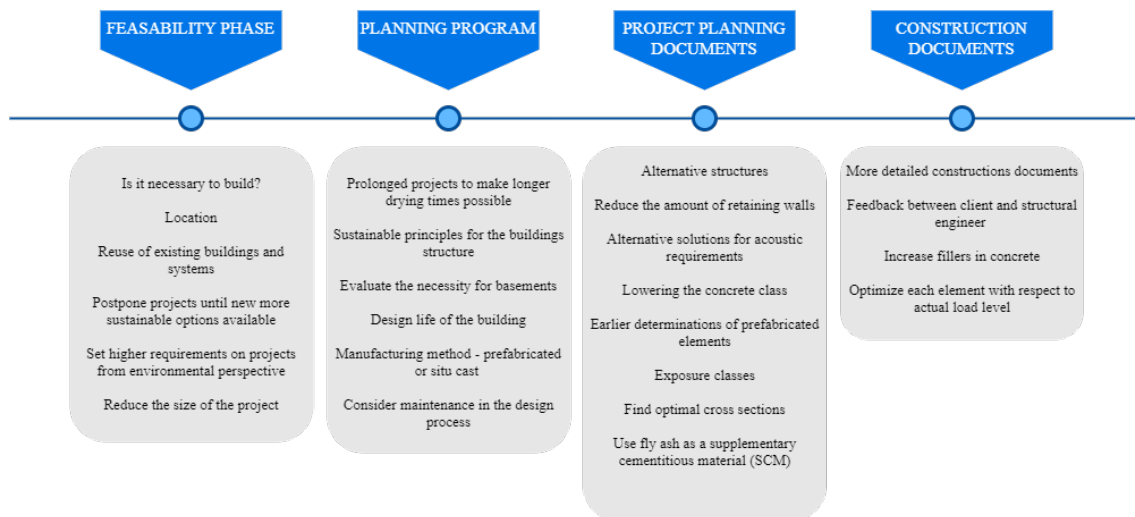 FEASABILITY PHASE
Is it necessary to build?
Location
Reuse of existing buildings and
systems
Postpone projects until new more
sustainable options available
Set higher requirements on projects
from environmental perspective
Reduce the size of the project
PLANNING PROGRAM
Prolonged projects to make longer
drying times possible
Sustainable principles for the buildings
structure
Evaluate the necessity for basements
Design life of the building
Manufacturing method - prefabricated
or situ cast
Consider maintenance in the design
process
PROJECT PLANNING
DOCUMENTS
Alternative structures
Reduce the amount of retaining walls
Alternative solutions for acoustic
requirements
Lowering the concrete class
Earlier determinations of prefabricated
elements
Exposure classes
Find optimal cross sections
Use fly ash as a supplementary
cementitious material (SCM)
CONSTRUCTION
DOCUMENTS
More detailed constructions documents
Feedback between client and structural
engineer
Increase fillers in concrete
Optimize each element with respect to
actual load level